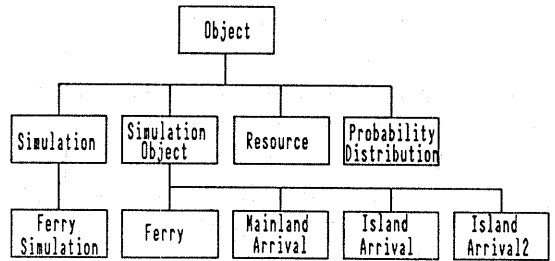 Object
Simulation
Simulation
Object
Resource
Probability
Distribution
Ferry
Simulation
Ferry
Mainland
Arrival
Island
Arrival
Island
Arrival2